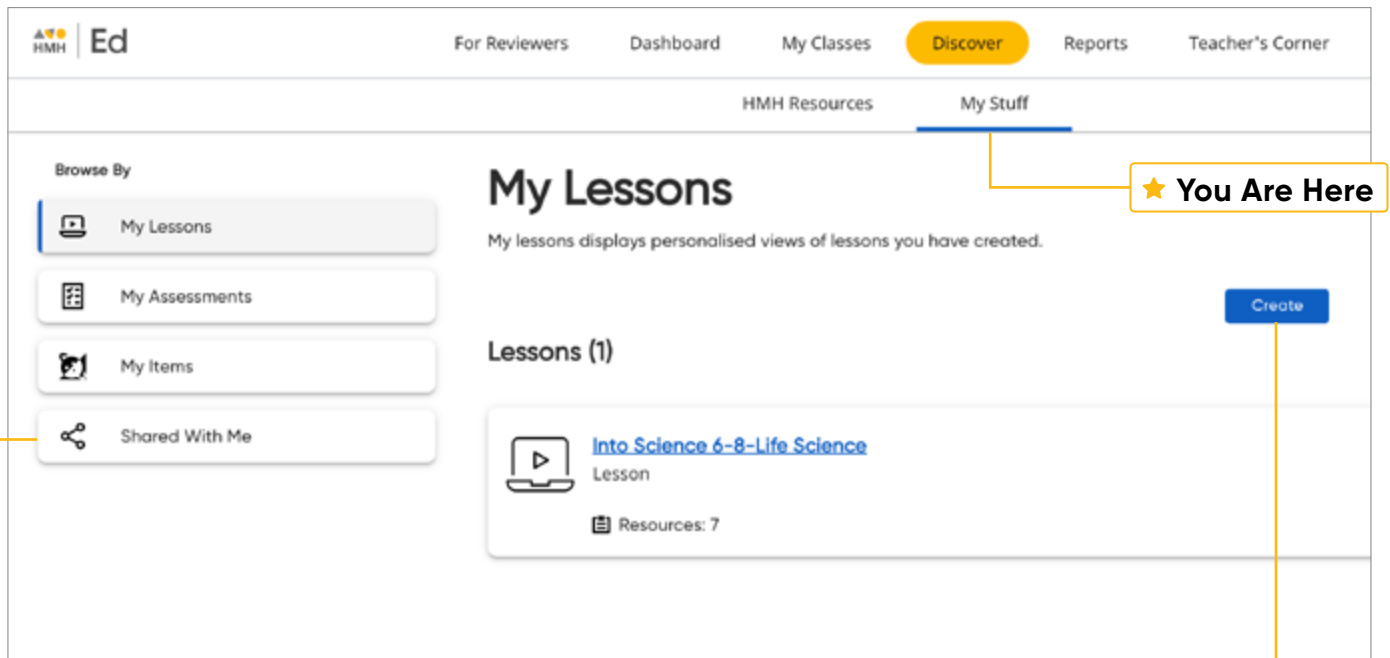 HMH Ed
For Reviewers Dashboard My Classes Discover Reports Teacher's Corner
HMH Resources My Stuff
You Are Here
Browse By
My Lessons
My Assessments
My Items
Shared With Me
My Lessons
My lessons displays personalised views of lessons you have created.
Create
Lessons (1)
Into Science 6-8-Life Science
Lesson
Resources: 7